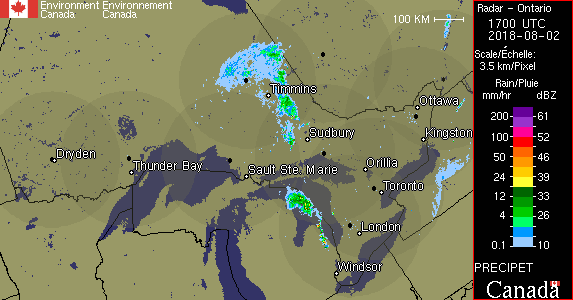 Environment Environnement
Canada Canada
100 KM
Timmins
Ottawa
Sudbury
Kingston
Dryden
Thunder Bay
Sault Ste. Marie
Orillia
Toronto
London
Windsor
Radar - Ontario
1700 UTC
2018-08-02
Scale/Échelle:
3.5 km/Pixel
Rain/Pluie
mm/hr dBZ
200 61
100 52
50 46
24 39
12 33
4 26
0.1 10
PRECIPET
Canada